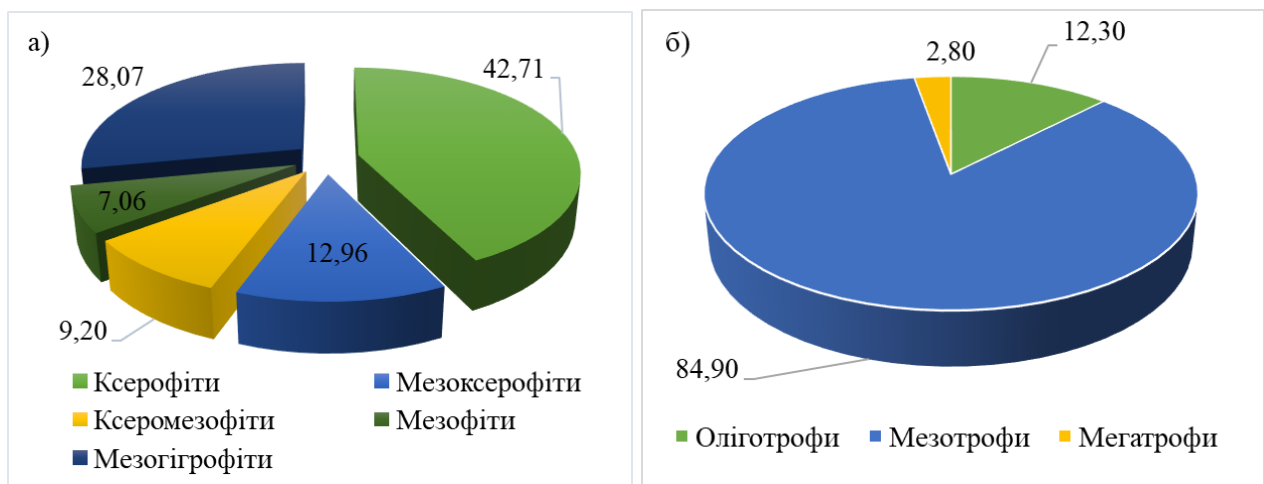 а)
28,07
42,71
7,06
12,96
9,20
Ксерофіти
Мезоксерофіти
Ксеромезофіти
Мезофіти
Мезогігрофіти
б)
2,80
12,30
84,90
Оліготрофи
Мезотрофи
Мегатрофи